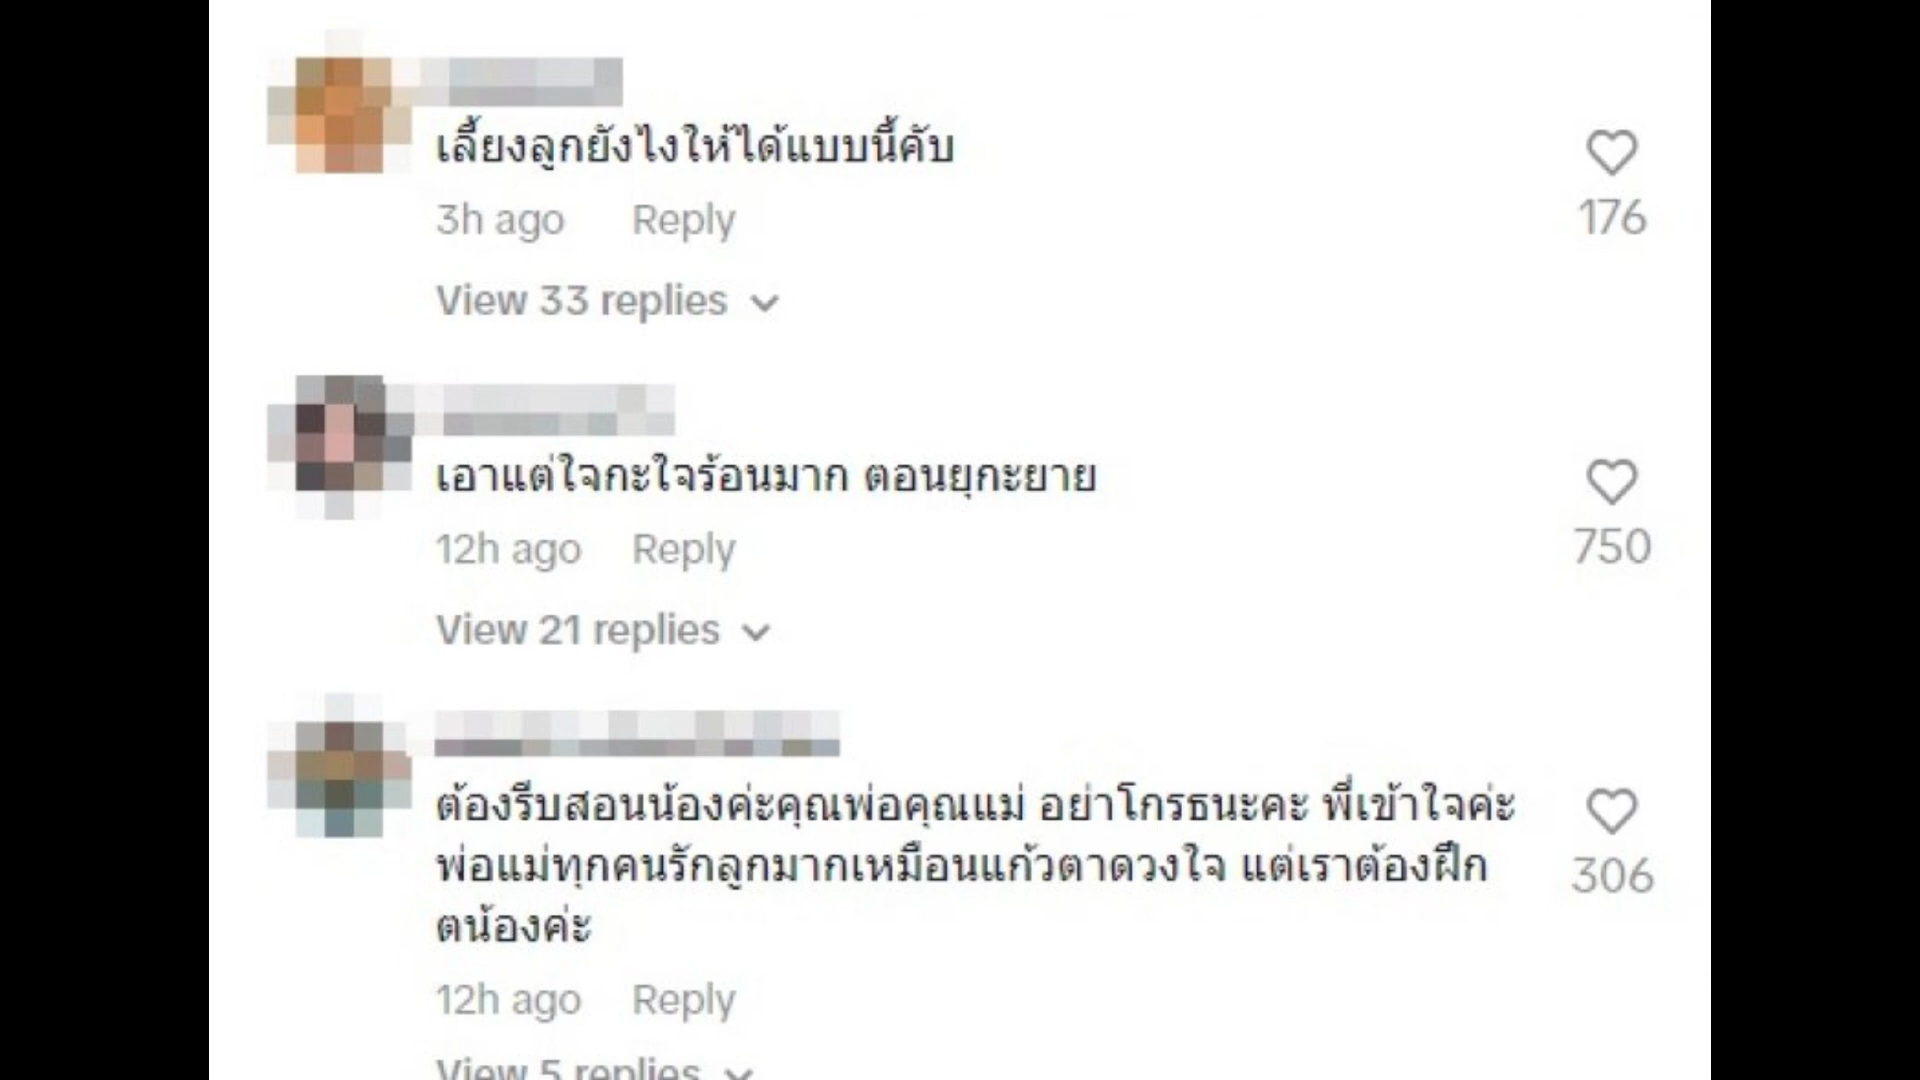 เลี้ยงลูกยังไงให้ได้แบบนี้คับ
176
3h ago Reply
View 33 replies
เอาแต่ใจกะใจร้อนมาก ตอนยุกะยาย
750
12h ago Reply
View 21 replies
ต้องรีบสอนน้องค่ะคุณพ่อคุณแม่ อย่าโกรธนะคะ พี่เข้าใจค่ะ
พ่อแม่ทุกคนรักลูกมากเหมือนแก้วตาดวงใจ แต่เราต้องฝึก
ตน้องค่ะ
306
12h ago Reply
View 5 replies